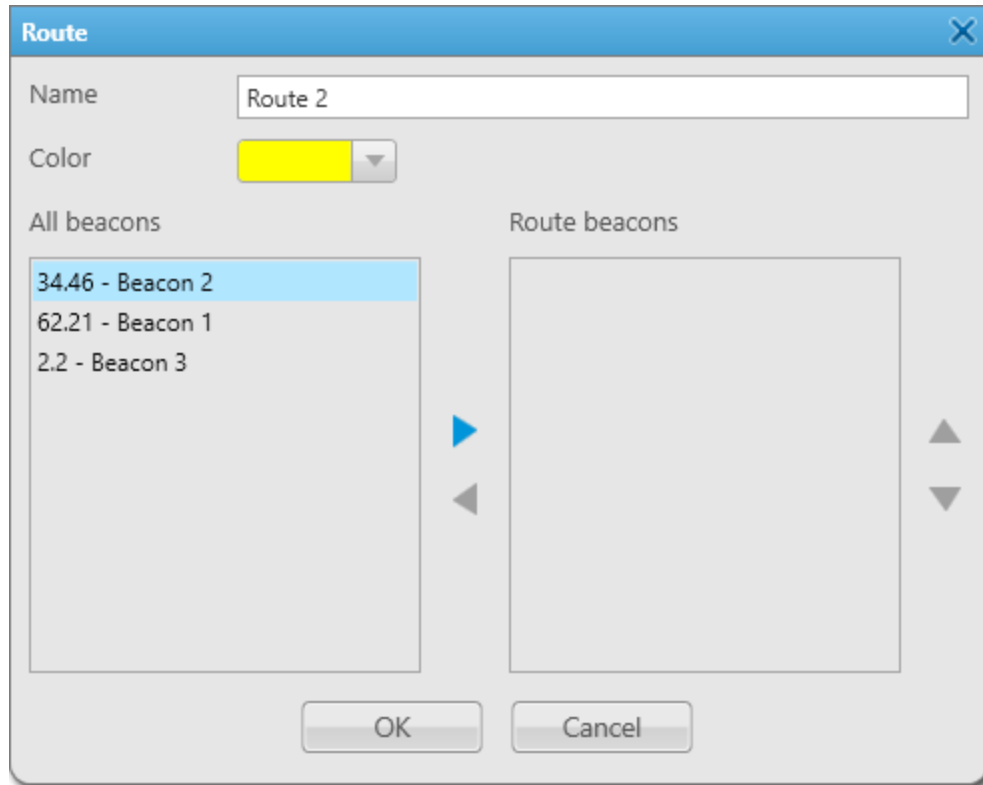 Route
Name
Route 2
Color
All beacons
Route beacons
34.46 - Beacon 2
62.21 - Beacon 1
2.2 - Beacon 3
OK
Cancel